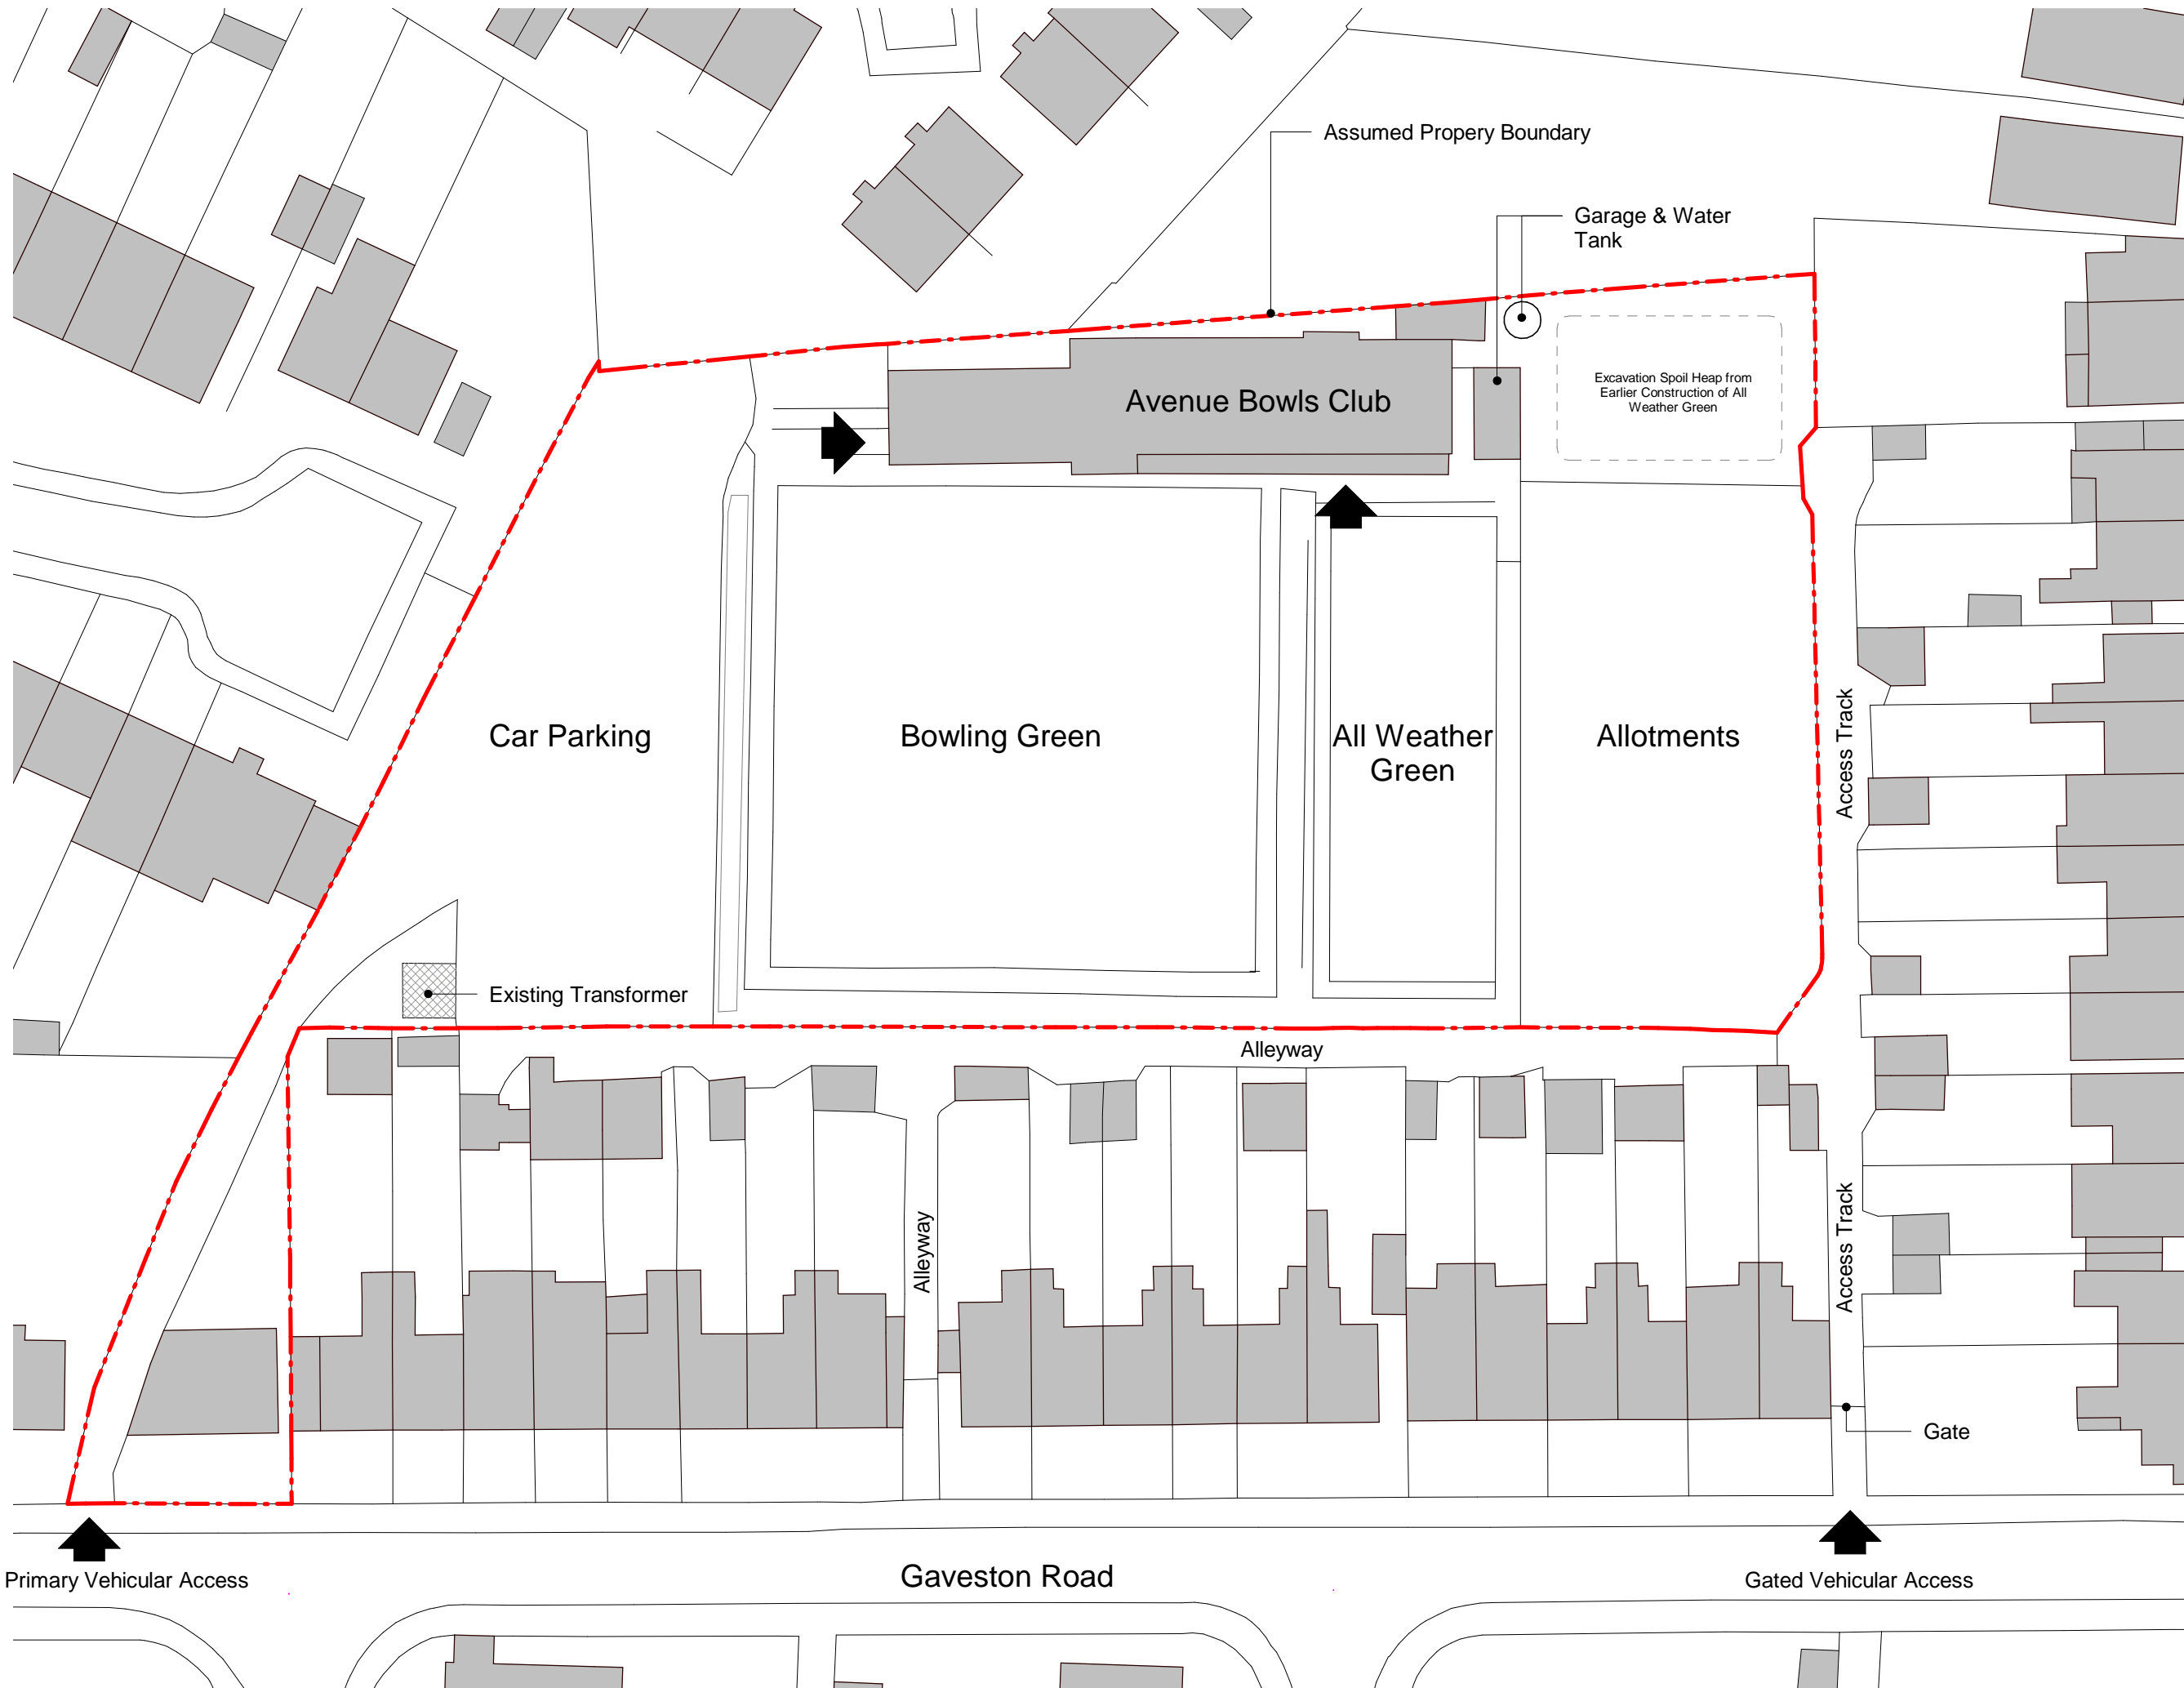 Assumed Propery Boundary
Garage & Water
Tank
Excavation Spoil Heap from
Earlier Construction of All
Weather Green
Avenue Bowls Club
Car Parking
Bowling Green
All Weather
Green
Allotments
Access Track
Existing Transformer
Alleyway
Alleyway
Access Track
Gate
Primary Vehicular Access
Gaveston Road
Gated Vehicular Access